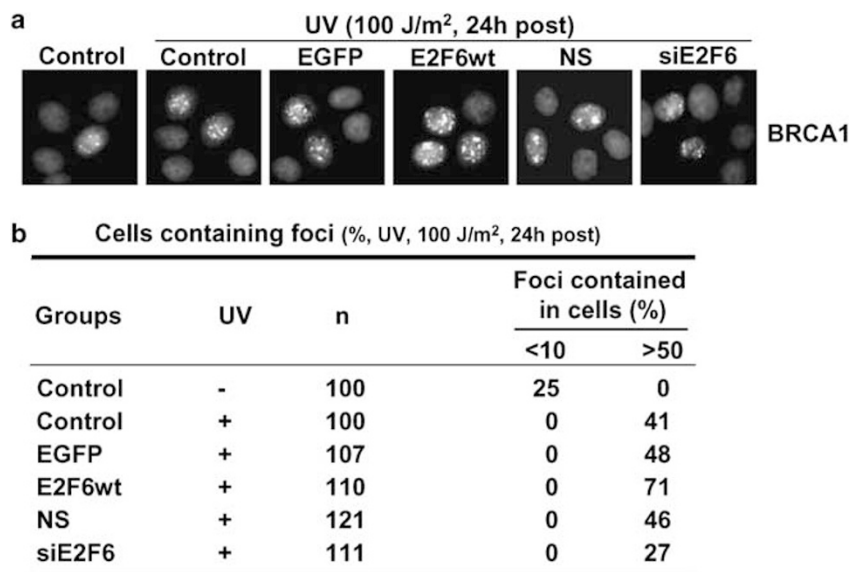 a
UV (100 J/m², 24h post)
Control Control EGFP E2F6wt NS siE2F6
BRCA1
b Cells containing foci (%, UV, 100 J/m², 24h post)
Foci contained
in cells (%)
Groups UV n
<10 >50
Control - 100 25 0
Control + 100 0 41
EGFP + 107 0 48
E2F6wt + 110 0 71
NS + 121 0 46
siE2F6 + 111 0 27